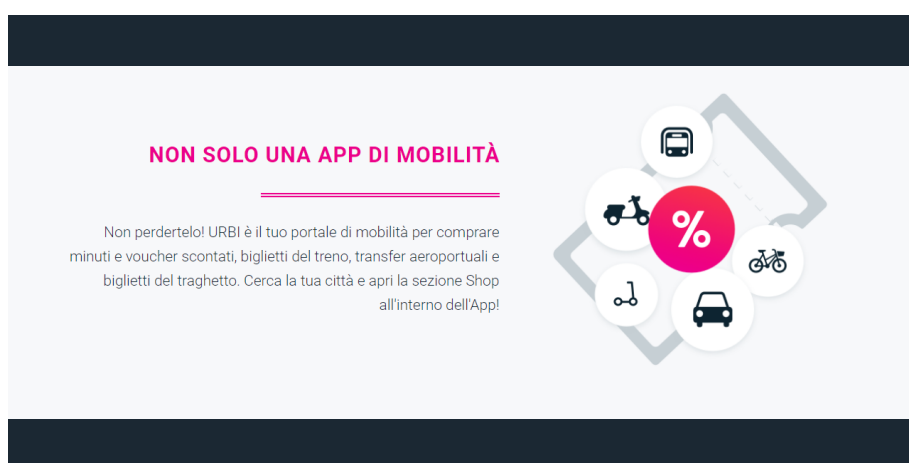 NON SOLO UNA APP DI MOBILITÀ
Non perdertelo! URBI è il tuo portale di mobilità per comprare
minuti e voucher scontati, biglietti del treno, transfer aeroportuali e
biglietti del traghetto. Cerca la tua città e apri la sezione Shop
all'interno dell'App!
%